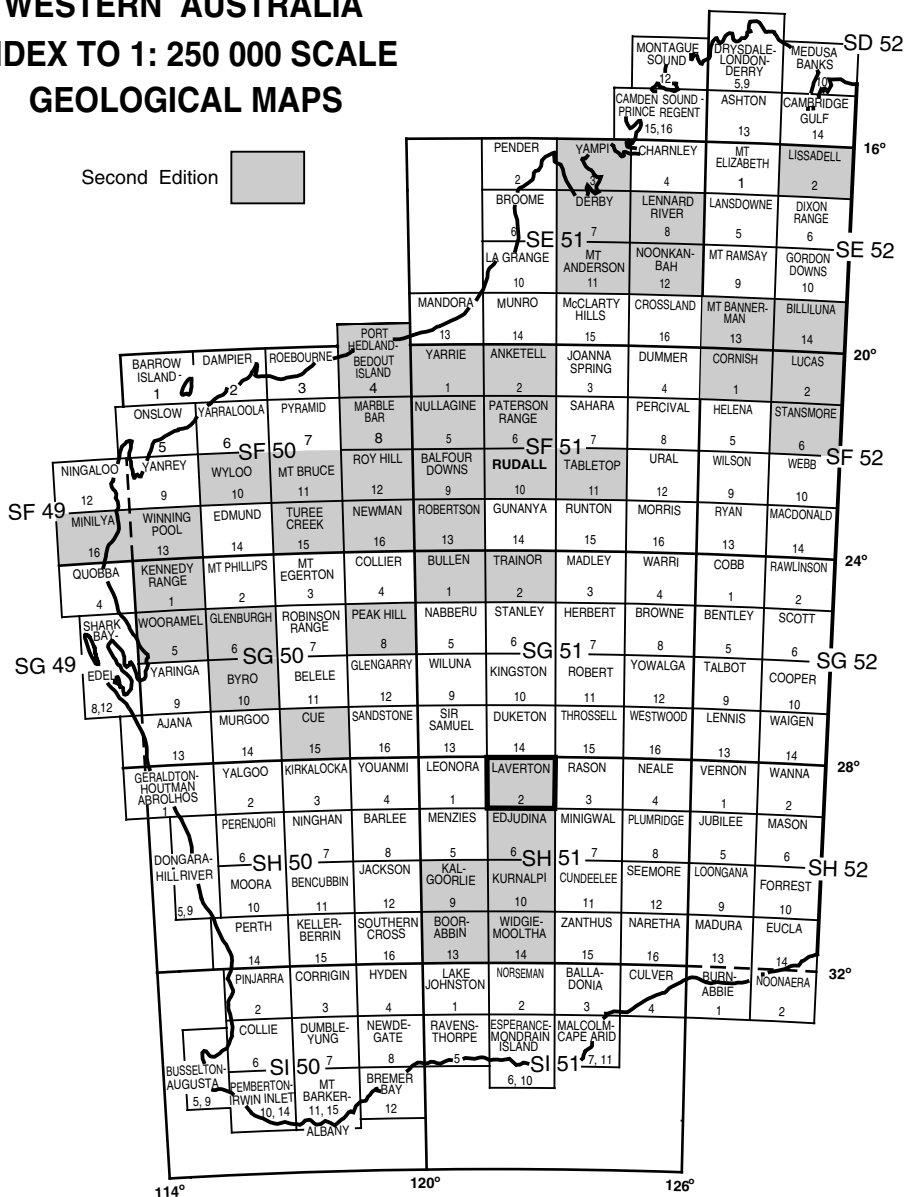 WESTERN AUSTRALIA
NDEX TO 1: 250 000 SCALE
GEOLOGICAL MAPS
Second Edition
MONTAGUE
SOUND
12
DRYSDALE-
LONDON-
DERRY
5,9
MEDUSA
BANKS
10
SD 52
CAMDEN SOUND -
PRINCE REGENT
15,16
ASHTON
13
CAMBRIDGE
GULF
14
16°
PENDER
2
YAMPI
3
CHARNLEY
4
MT
ELIZABETH
1
LISSADELL
2
BROOME
6
DERBY
7
LENNARD
RIVER
8
LANSDOWNE
5
DIXON
RANGE
6
SE 51
SE 52
LA GRANGE
10
MT
ANDERSON
11
NOONKAN-
BAH
12
MT RAMSAY
9
GORDON
DOWNS
10
MANDORA
13
MUNRO
14
McCLARTY
HILLS
15
CROSSLAND
16
MT BANNER-
MAN
13
BILLILUNA
14
20°
BARROW
ISLAND-
1
DAMPIER
2
ROEBOURNE
3
PORT
HEDLAND-
BEDOUT
ISLAND
4
YARRIE
1
ANKETELL
2
JOANNA
SPRING
3
DUMMER
4
CORNISH
1
LUCAS
2
ONSLOW
5
YARRALOOLA
6
PYRAMID
7
MARBLE
BAR
8
NULLAGINE
5
PATERSON
RANGE
6
SAHARA
7
PERCIVAL
8
HELENA
5
STANSMORE
6
SF 50
SF 51
SF 52
NINGALOO
12
YANREY
9
WYLOO
10
MT BRUCE
11
ROY HILL
12
BALFOUR
DOWNS
9
RUDALL
10
TABLETOP
11
URAL
12
WILSON
9
WEBB
10
SF 49
MINILYA
16
WINNING
POOL
13
EDMUND
14
TUREE
CREEK
15
NEWMAN
16
ROBERTSON
13
GUNANYA
14
RUNTON
15
MORRIS
16
RYAN
13
MACDONALD
14
24°
QUOBBA
4
KENNEDY
RANGE
1
MT PHILLIPS
2
MT
EGERTON
3
COLLIER
4
BULLEN
1
TRAINOR
2
MADLEY
3
WARRI
4
COBB
1
RAWLINSON
2
SHARK
BAY-
EDEL
8,12
WOORAMEL
5
GLENBURGH
6
ROBINSON
RANGE
7
PEAK HILL
8
NABBERU
5
STANLEY
6
HERBERT
7
BROWNE
8
BENTLEY
5
SCOTT
6
SG 49
SG 50
SG 51
SG 52
YARINGA
9
BYRO
10
BELELE
11
GLENGARRY
12
WILUNA
9
KINGSTON
10
ROBERT
11
YOWALGA
12
TALBOT
9
COOPER
10
AJANA
13
MURGOO
14
CUE
15
SANDSTONE
16
SIR
SAMUEL
13
DUKETON
14
THROSSELL
15
WESTWOOD
16
LENNIS
13
WAIGEN
14
28°
GERALDTON-
HOUTMAN
ABROLHOS
1
YALGOO
2
KIRKALOCKA
3
YOUANMI
4
LEONORA
1
LAVERTON
2
RASON
3
NEALE
4
VERNON
1
WANNA
2
PERENJORI
6
NINGHAN
7
BARLEE
8
MENZIES
5
EDJUDINA
6
MINIGWAL
7
PLUMRIDGE
8
JUBILEE
5
MASON
6
DONGARA-
HILL RIVER
5,9
SH 50
SH 51
SH 52
MOORA
10
BENCUBBIN
11
JACKSON
12
KAL-
GOORLIE
9
KURNALPI
10
CUNDEELEE
11
SEEMORE
12
LOONGANA
9
FORREST
10
PERTH
14
KELLER-
BERRIN
15
SOUTHERN
CROSS
16
BOOR-
ABBIN
13
WIDGIE-
MOOLTHA
14
ZANTHUS
15
NARETHA
16
MADURA
13
EUCLA
14
32°
PINJARRA
2
CORRIGIN
3
HYDEN
4
LAKE
JOHNSTON
1
NORSEMAN
2
BALLA-
DONIA
3
CULVER
4
BURN-
ABBIE
1
NOONAERA
2
COLLIE
6
DUMBLE-
YUNG
7
NEWDE-
GATE
8
RAVENS-
THORPE
5
ESPERANCE-
MONDRAIN
ISLAND
6, 10
MALCOLM-
CAPE ARID
7, 11
SI 50
SI 51
BUSSELTON-
AUGUSTA
5, 9
PEMBERTON-
IRWIN INLET
10, 14
MT
BARKER-
11, 15
ALBANY
BREMER
BAY
12
114°
120°
126°